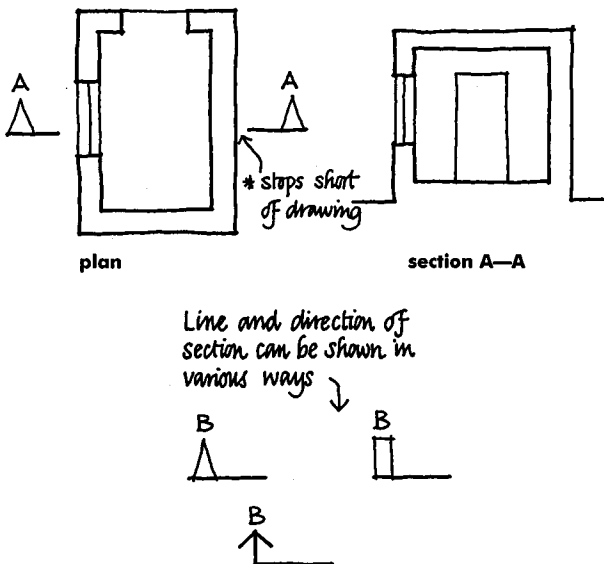 A
A
* stops short
of drawing
plan
section A—A
Line and direction of
section can be shown in
various ways
B
B
B